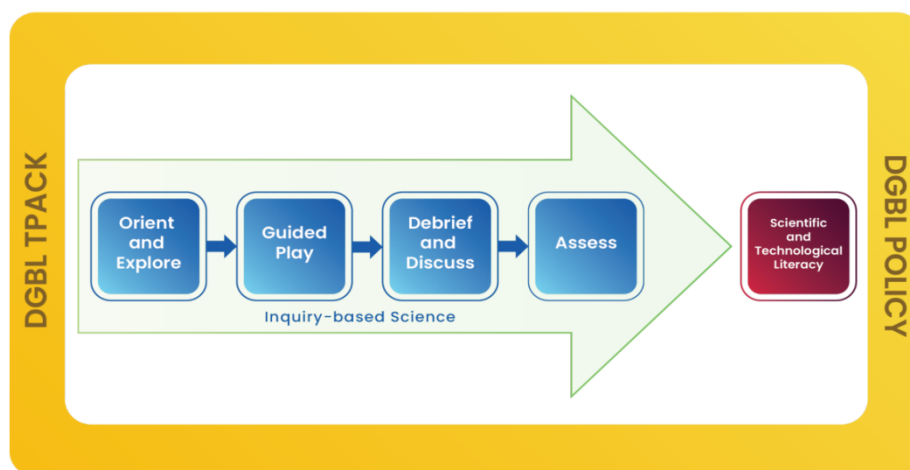 DGBL TPACK
Orient
and
Explore
Guided
Play
Debrief
and
Discuss
Assess
Inquiry-based Science
Scientific
and
Technological
Literacy
DGBL POLICY